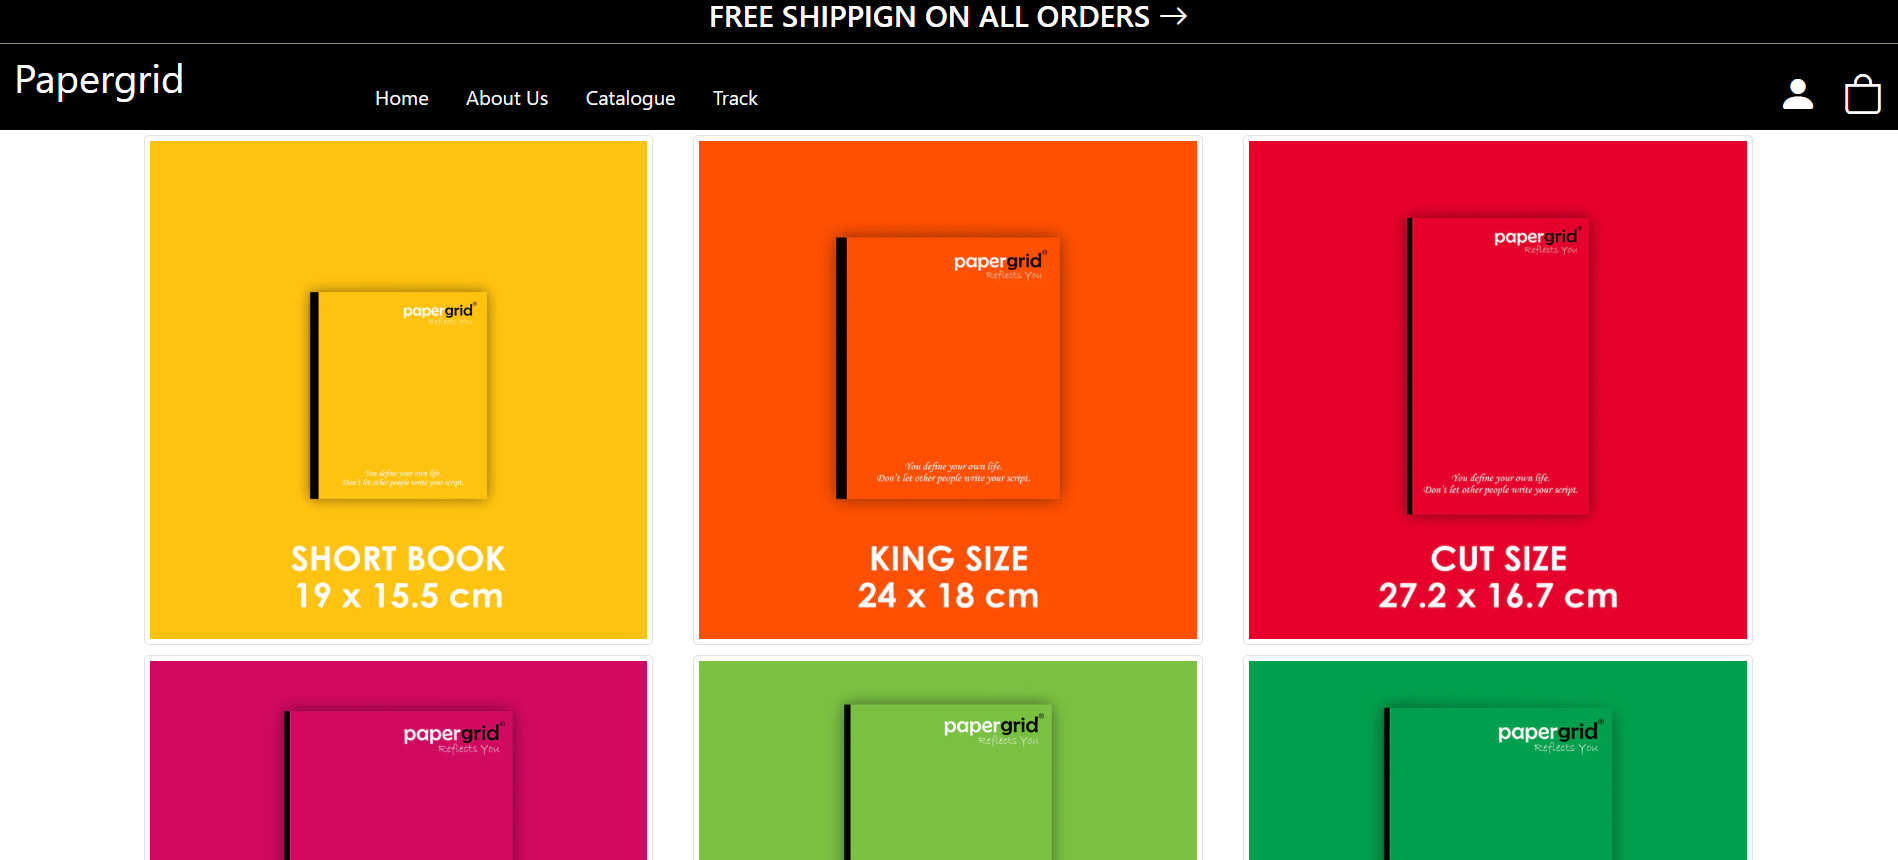 FREE SHIPPIGN ON ALL ORDERS →
Papergrid
Home About Us Catalogue Track
papergrid®
Reflects You
You define your own life.
Don't let other people write your script.
SHORT BOOK
19 x 15.5 cm
papergrid®
Reflects You
You define your own life.
Don't let other people write your script.
KING SIZE
24 x 18 cm
papergrid®
Reflects You
You define your own life.
Don't let other people write your script.
CUT SIZE
27.2 x 16.7 cm
papergrid®
Reflects You
papergrid®
Reflects You
papergrid®
Reflects You